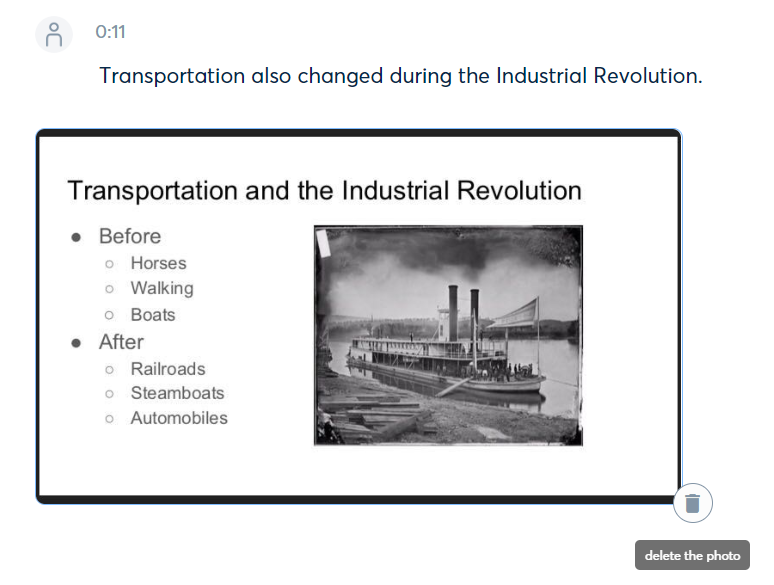 0:11
Transportation also changed during the Industrial Revolution.
Transportation and the Industrial Revolution
● Before
○ Horses
○ Walking
○ Boats
● After
○ Railroads
○ Steamboats
○ Automobiles
delete the photo